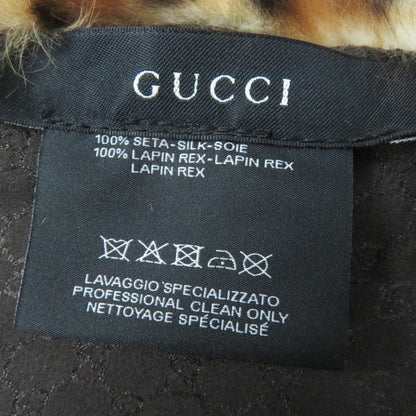 GUCCI
100% SETA-SILK-SOIE
100% LAPIN REX-LAPIN REX
LAPIN REX
LAVAGGIO SPECIALIZZATO
PROFESSIONAL CLEAN ONLY
NETTOYAGE SPÉCIALISÉ